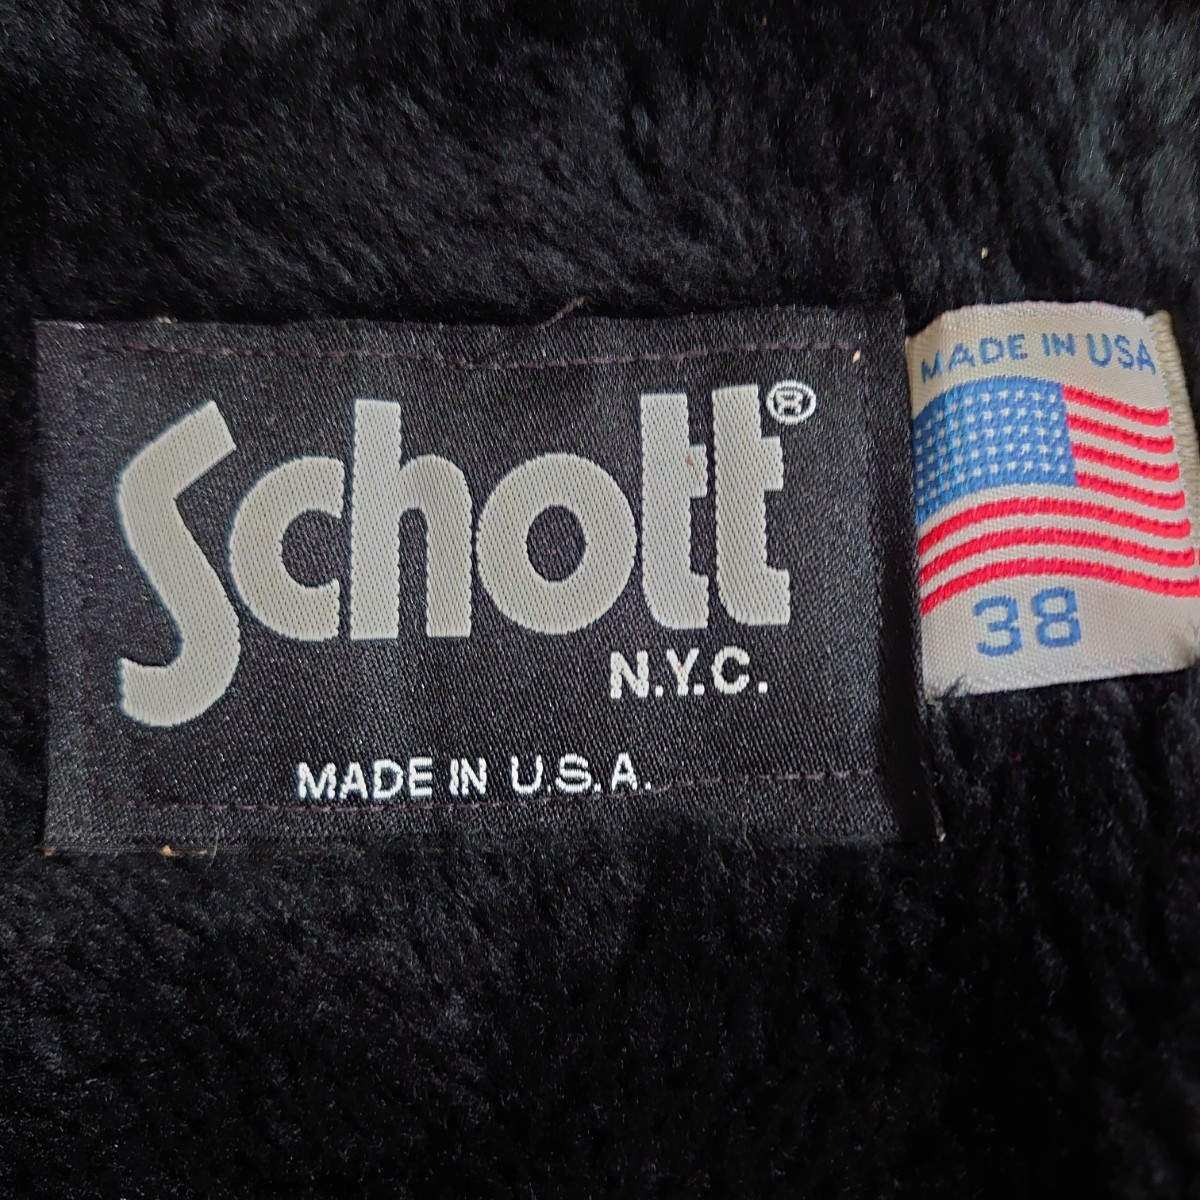 Schott®
N.Y.C.
MADE IN U.S.A.
MADE IN USA
38